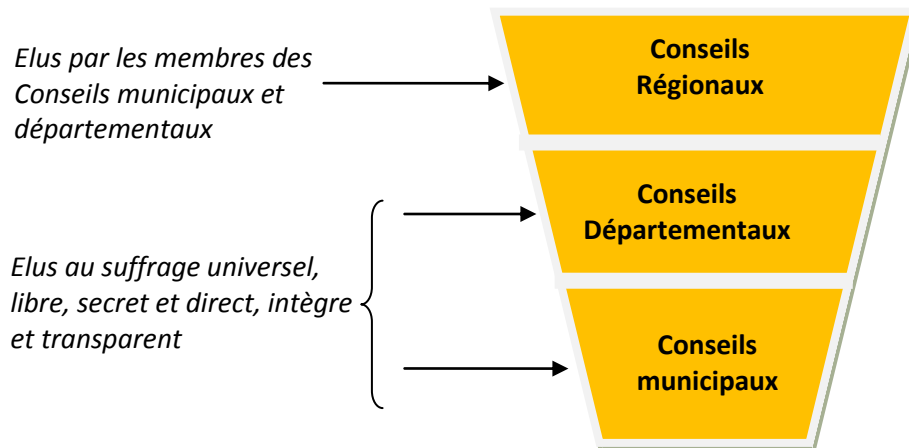 Elus par les membres des
Conseils municipaux et
départementaux
Conseils
Régionaux
Conseils
Départementaux
Elus au suffrage universel,
libre, secret et direct, intègre
et transparent
Conseils
municipaux